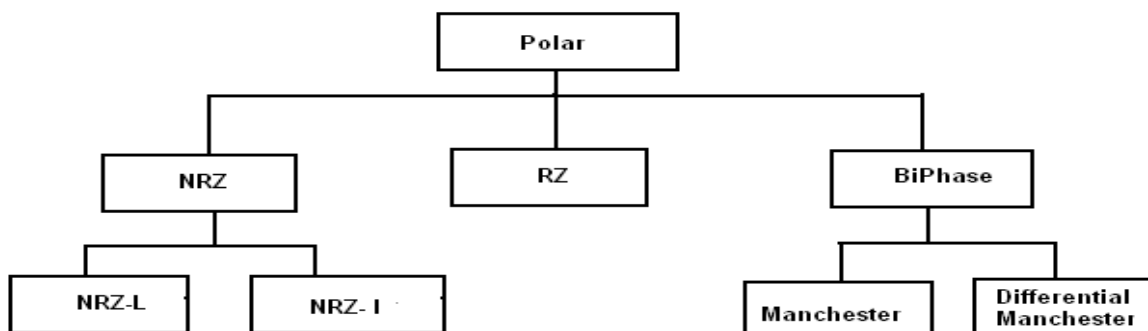 Polar
NRZ
RZ
BiPhase
NRZ-L
NRZ- I
Manchester
Differential
Manchester